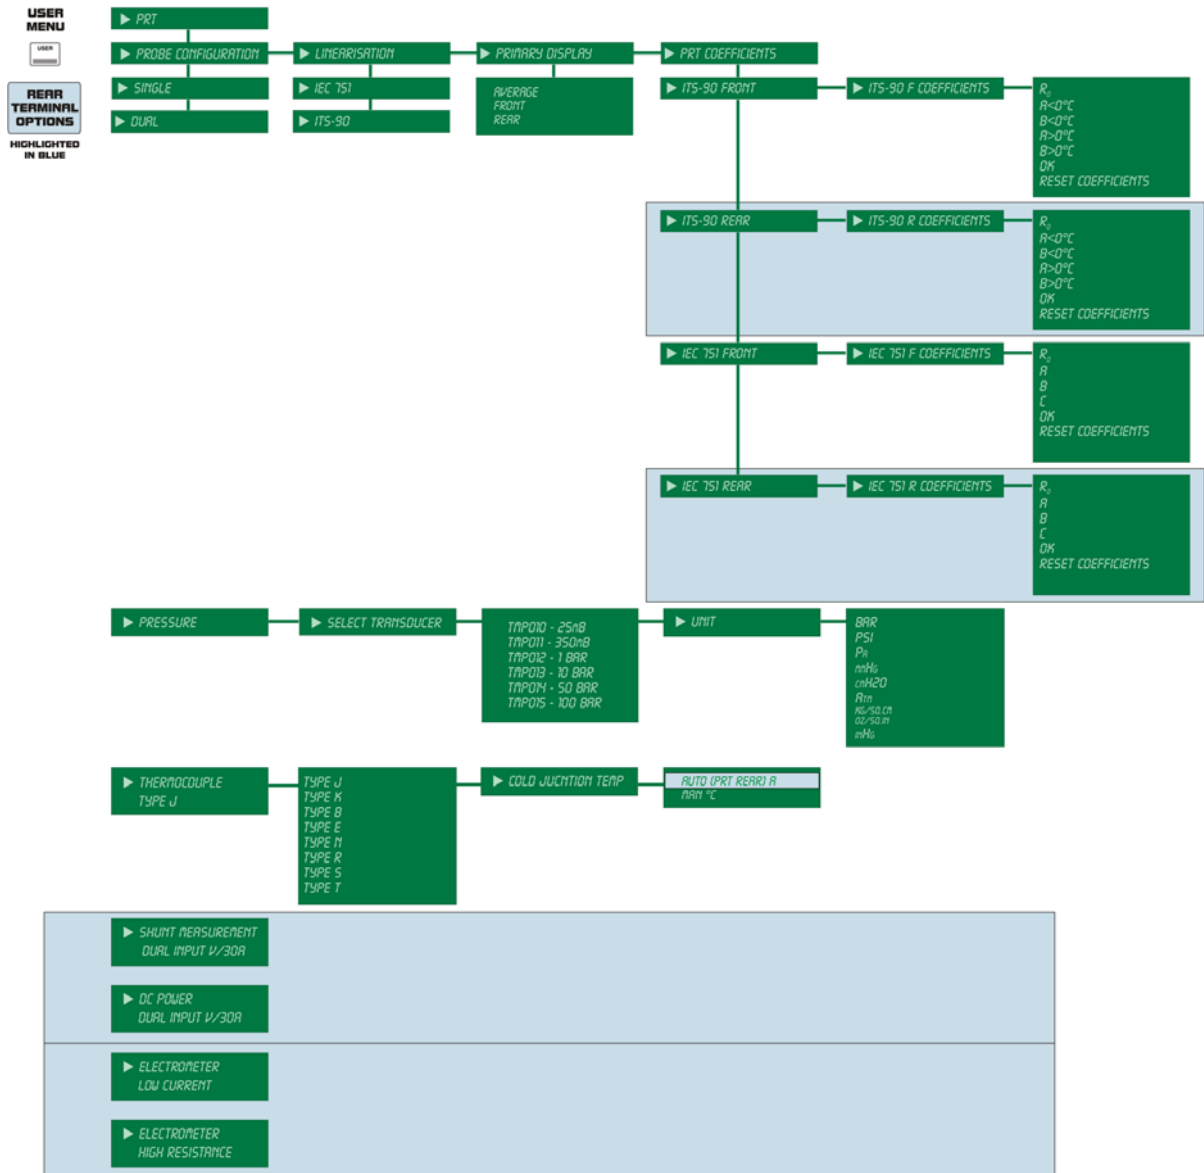 USER
MENU
USER
REAR
TERMINAL
OPTIONS
HIGHLIGHTED
IN BLUE
▶ PRT
▶ PROBE CONFIGURATION
▶ SINGLE
▶ DUAL
▶ LINEARISATION
▶ IEC 751
▶ ITS-90
▶ PRIMARY DISPLAY
AVERAGE
FRONT
REAR
▶ PRT COEFFICIENTS
▶ ITS-90 FRONT
▶ ITS-90 F COEFFICIENTS
R₀
A<0°C
B<0°C
A>0°C
B>0°C
OK
RESET COEFFICIENTS
▶ ITS-90 REAR
▶ ITS-90 R COEFFICIENTS
R₀
A<0°C
B<0°C
A>0°C
B>0°C
OK
RESET COEFFICIENTS
▶ IEC 751 FRONT
▶ IEC 751 F COEFFICIENTS
R₀
A
B
C
OK
RESET COEFFICIENTS
▶ IEC 751 REAR
▶ IEC 751 R COEFFICIENTS
R₀
A
B
C
OK
RESET COEFFICIENTS
▶ PRESSURE
▶ SELECT TRANSDUCER
TMP010 - 25mB
TMP011 - 350mB
TMP012 - 1 BAR
TMP013 - 10 BAR
TMP014 - 50 BAR
TMP015 - 100 BAR
▶ UNIT
BAR
PSI
Pa
mmHg
cmH2O
Atm
KG/SQ.CM
OZ/SQ.IN
inHg
▶ THERMOCOUPLE
TYPE J
TYPE J
TYPE K
TYPE B
TYPE E
TYPE N
TYPE R
TYPE S
TYPE T
▶ COLD JUCNTION TEMP
AUTO (PRT REAR) A
MAN °C
▶ SHUNT MEASUREMENT
DUAL INPUT V/30A
▶ DC POWER
DUAL INPUT V/30A
▶ ELECTROMETER
LOW CURRENT
▶ ELECTROMETER
HIGH RESISTANCE